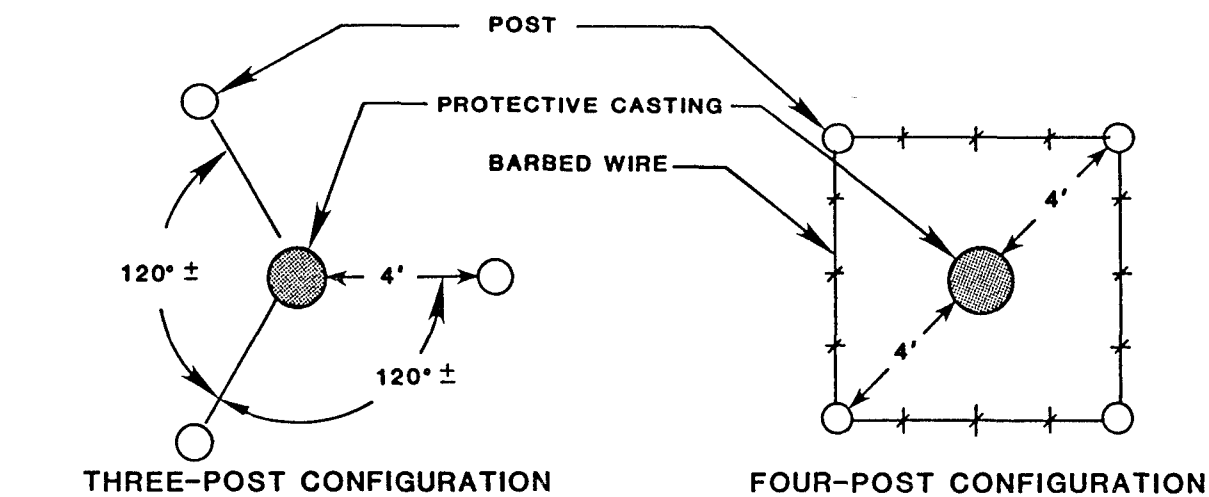 POST
PROTECTIVE CASTING
BARBED WIRE
120° ±
4'
120° ±
4'
4'
THREE-POST CONFIGURATION
FOUR-POST CONFIGURATION